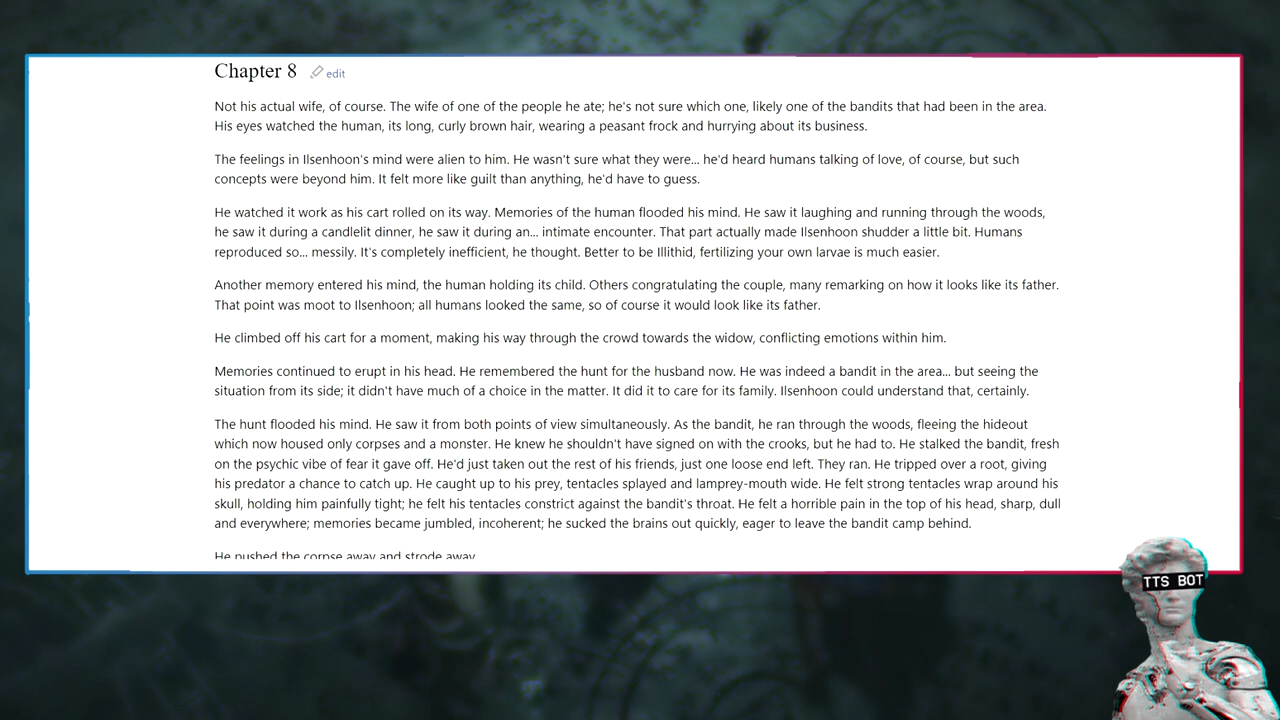 Chapter 8 edit
Not his actual wife, of course. The wife of one of the people he ate; he's not sure which one, likely one of the bandits that had been in the area.
His eyes watched the human, its long, curly brown hair, wearing a peasant frock and hurrying about its business.
The feelings in Ilsenhoon's mind were alien to him. He wasn't sure what they were... he'd heard humans talking of love, of course, but such
concepts were beyond him. It felt more like guilt than anything, he'd have to guess.
He watched it work as his cart rolled on its way. Memories of the human flooded his mind. He saw it laughing and running through the woods,
he saw it during a candlelit dinner, he saw it during an... intimate encounter. That part actually made Ilsenhoon shudder a little bit. Humans
reproduced so... messily. It's completely inefficient, he thought. Better to be Illithid, fertilizing your own larvae is much easier.
Another memory entered his mind, the human holding its child. Others congratulating the couple, many remarking on how it looks like its father.
That point was moot to Ilsenhoon; all humans looked the same, so of course it would look like its father.
He climbed off his cart for a moment, making his way through the crowd towards the widow, conflicting emotions within him.
Memories continued to erupt in his head. He remembered the hunt for the husband now. He was indeed a bandit in the area... but seeing the
situation from its side; it didn't have much of a choice in the matter. It did it to care for its family. Ilsenhoon could understand that, certainly.
The hunt flooded his mind. He saw it from both points of view simultaneously. As the bandit, he ran through the woods, fleeing the hideout
which now housed only corpses and a monster. He knew he shouldn't have signed on with the crooks, but he had to. He stalked the bandit, fresh
on the psychic vibe of fear it gave off. He'd just taken out the rest of his friends, just one loose end left. They ran. He tripped over a root, giving
his predator a chance to catch up. He caught up to his prey, tentacles splayed and lamprey-mouth wide. He felt strong tentacles wrap around his
skull, holding him painfully tight; he felt his tentacles constrict against the bandit's throat. He felt a horrible pain in the top of his head, sharp, dull
and everywhere; memories became jumbled, incoherent; he sucked the brains out quickly, eager to leave the bandit camp behind.
He pushed the corpse away and strode away
TTS BOT